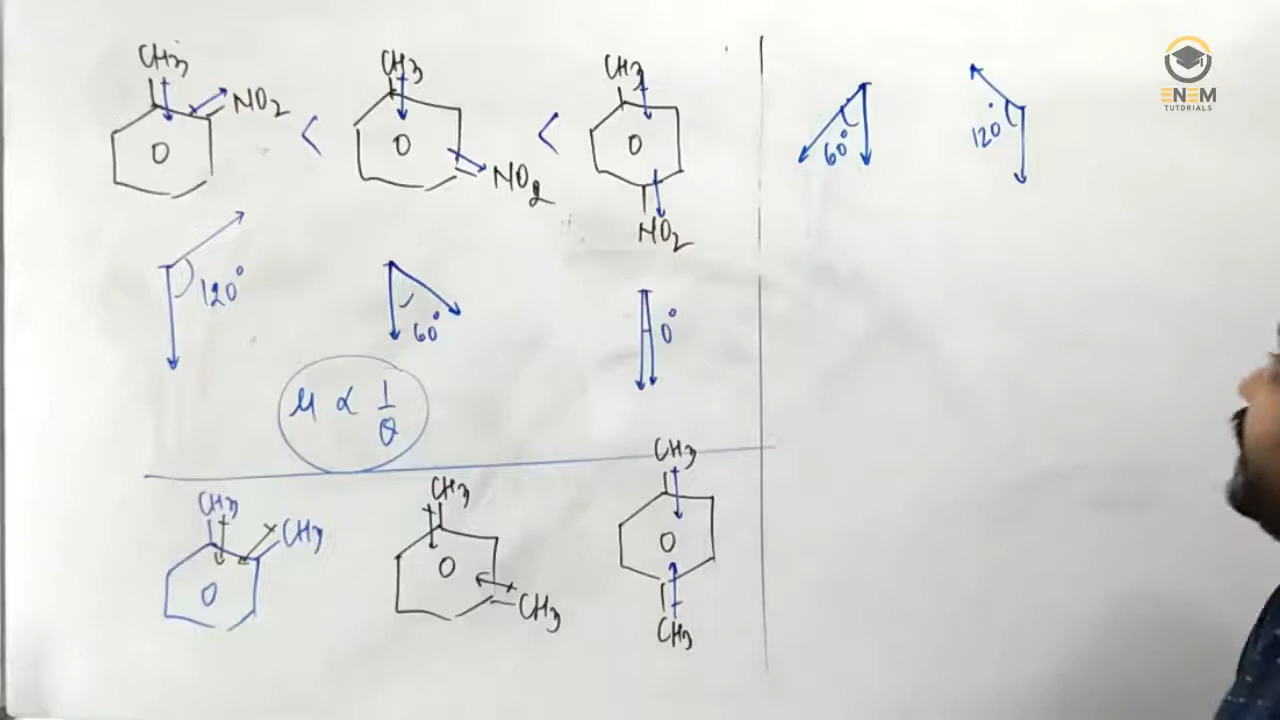 CH3 NO2 < CH3 NO2 < CH3 NO2
120°
60°
0°
μ ∝ 1/θ
CH3 CH3
CH3 CH3
CH3 CH3
60°
120°
ENEM
TUTORIALS